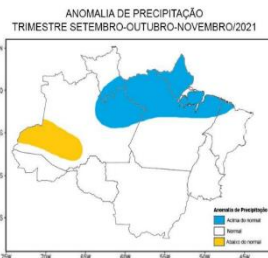 ANOMALIA DE PRECIPITAÇÃO
TRIMESTRE SETEMBRO-OUTUBRO-NOVEMBRO/2021
Anomalia de Precipitação
Acima do normal
Normal
Abaixo do normal